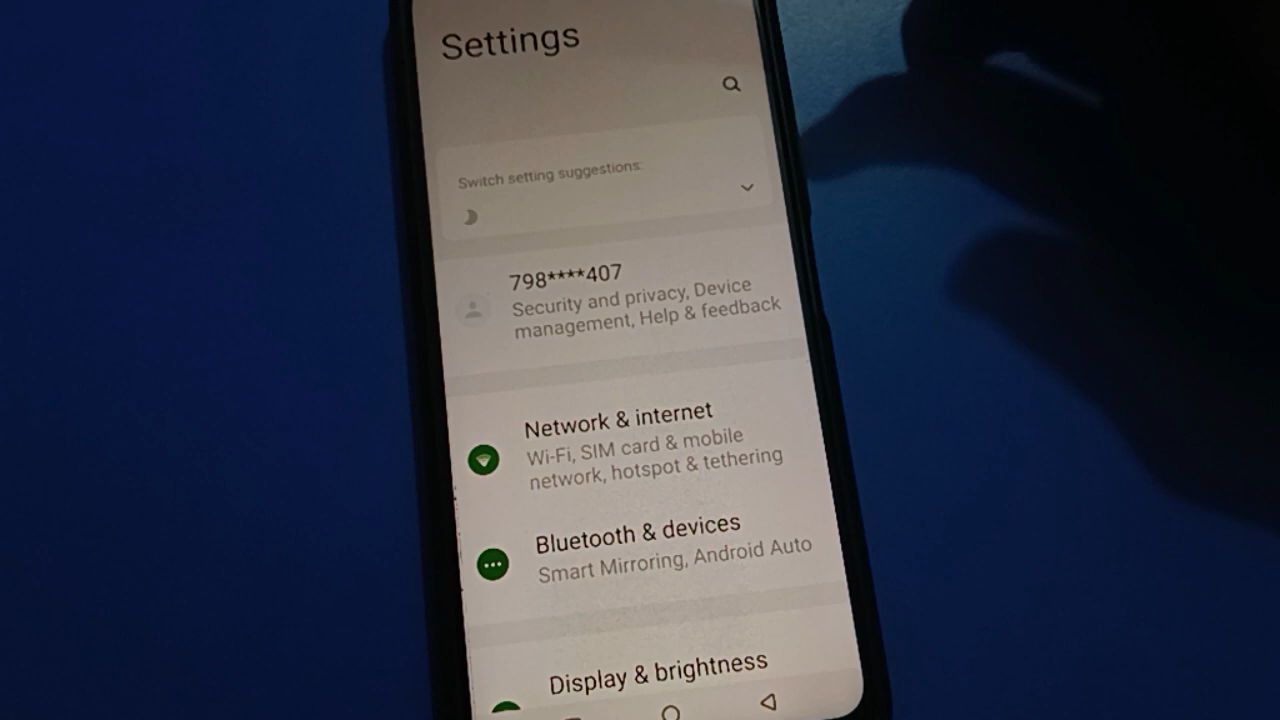 Settings
Switch setting suggestions:
798****407
Security and privacy, Device
management, Help & feedback
Network & internet
Wi-Fi, SIM card & mobile
network, hotspot & tethering
Bluetooth & devices
Smart Mirroring, Android Auto
Display & brightness